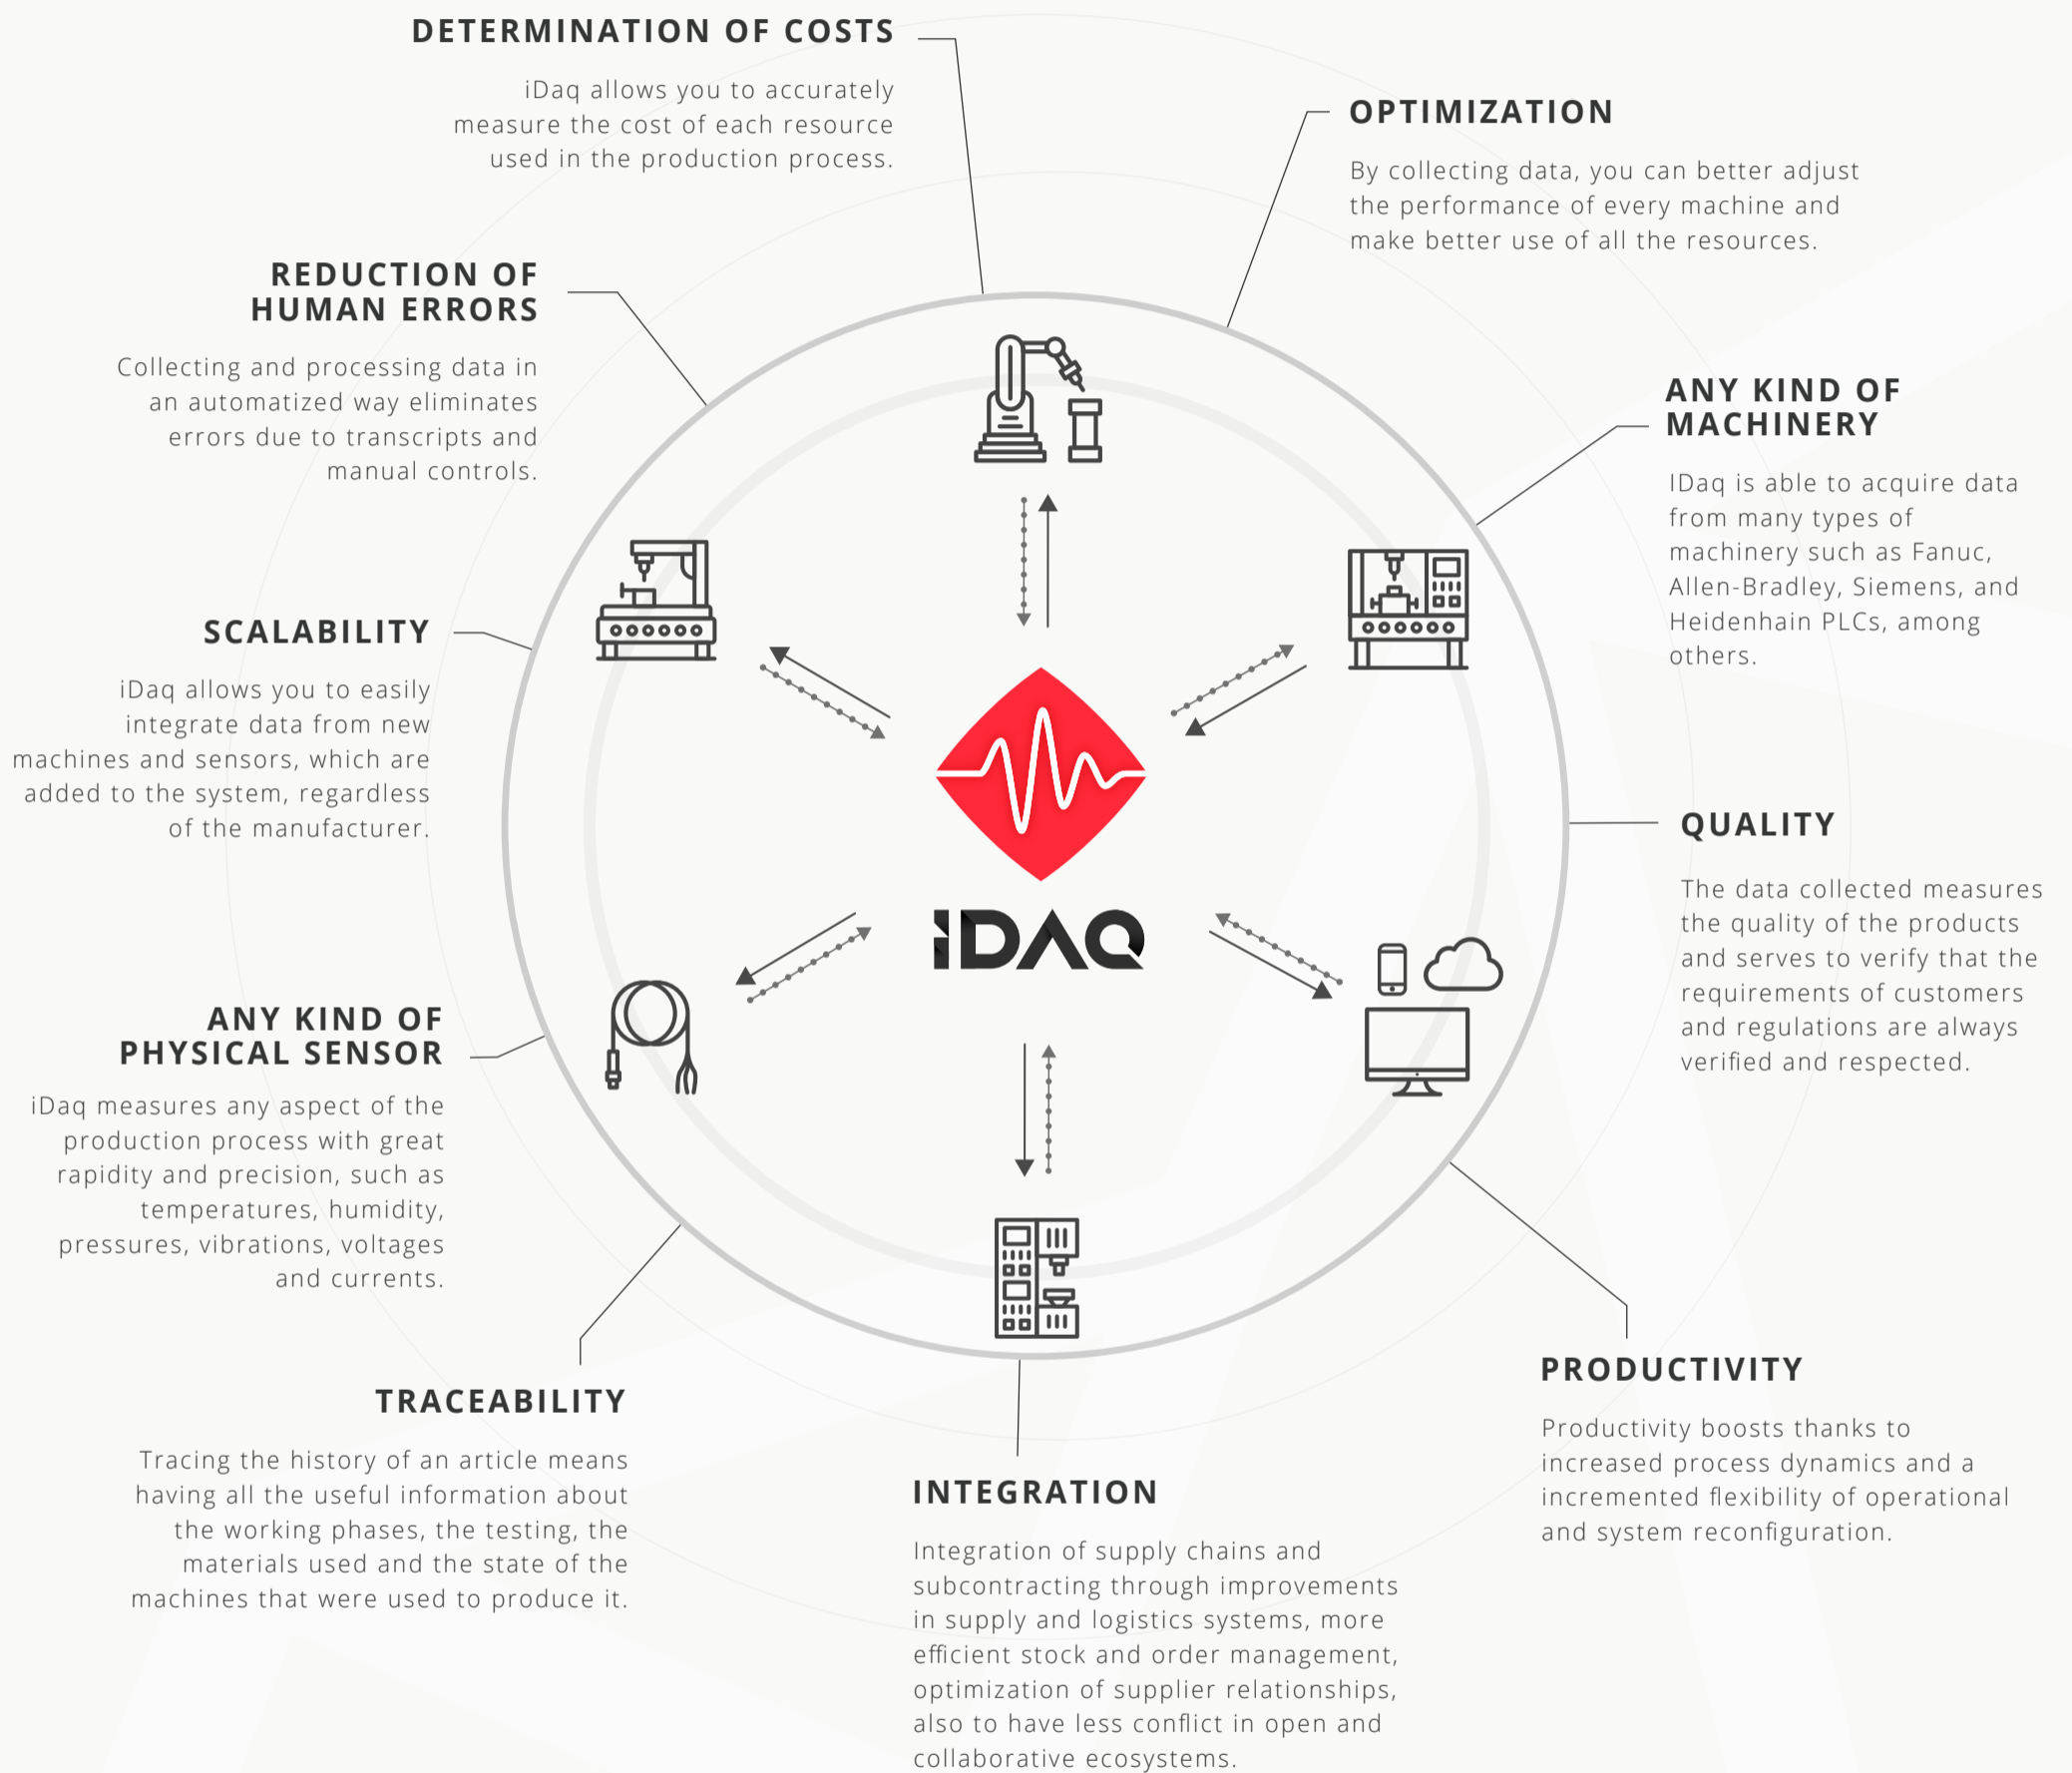 DETERMINATION OF COSTS
iDaq allows you to accurately
measure the cost of each resource
used in the production process.
OPTIMIZATION
By collecting data, you can better adjust
the performance of every machine and
make better use of all the resources.
REDUCTION OF
HUMAN ERRORS
Collecting and processing data in
an automatized way eliminates
errors due to transcripts and
manual controls.
ANY KIND OF
MACHINERY
IDaq is able to acquire data
from many types of
machinery such as Fanuc,
Allen-Bradley, Siemens, and
Heidenhain PLCs, among
others.
SCALABILITY
iDaq allows you to easily
integrate data from new
machines and sensors, which are
added to the system, regardless
of the manufacturer.
iDAQ
QUALITY
The data collected measures
the quality of the products
and serves to verify that the
requirements of customers
and regulations are always
verified and respected.
ANY KIND OF
PHYSICAL SENSOR
iDaq measures any aspect of the
production process with great
rapidity and precision, such as
temperatures, humidity,
pressures, vibrations, voltages
and currents.
TRACEABILITY
Tracing the history of an article means
having all the useful information about
the working phases, the testing, the
materials used and the state of the
machines that were used to produce it.
INTEGRATION
Integration of supply chains and
subcontracting through improvements
in supply and logistics systems, more
efficient stock and order management,
optimization of supplier relationships,
also to have less conflict in open and
collaborative ecosystems.
PRODUCTIVITY
Productivity boosts thanks to
increased process dynamics and a
incremented flexibility of operational
and system reconfiguration.